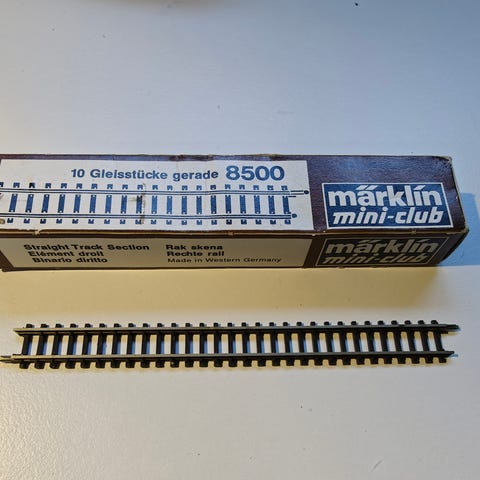 10 Gleisstücke gerade 8500
märklin
mini-club
Straight Track Section
Elément droit
Binario diritto
Rak skena
Rechte rail
Made in Western Germany
märklin
mini-club